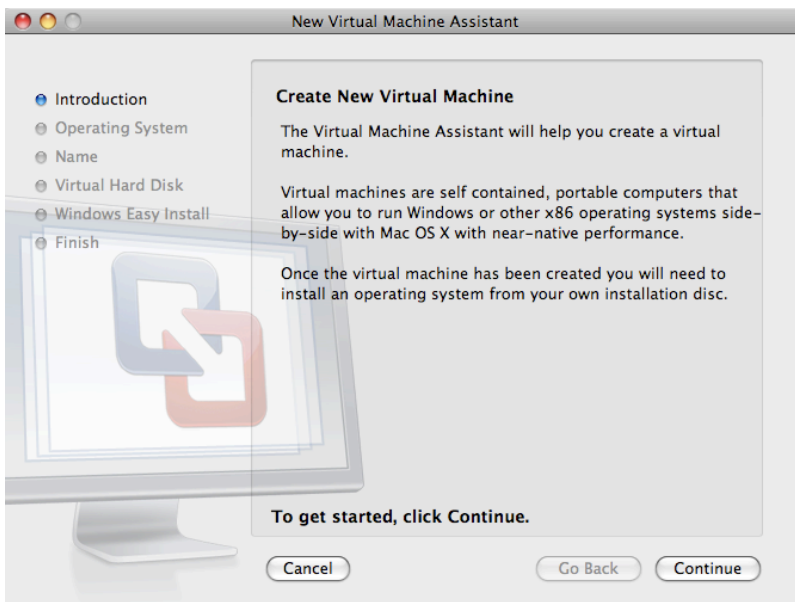 New Virtual Machine Assistant
Introduction
Operating System
Name
Virtual Hard Disk
Windows Easy Install
Finish
Create New Virtual Machine
The Virtual Machine Assistant will help you create a virtual
machine.
Virtual machines are self contained, portable computers that
allow you to run Windows or other x86 operating systems side-
by-side with Mac OS X with near-native performance.
Once the virtual machine has been created you will need to
install an operating system from your own installation disc.
To get started, click Continue.
Cancel
Go Back
Continue